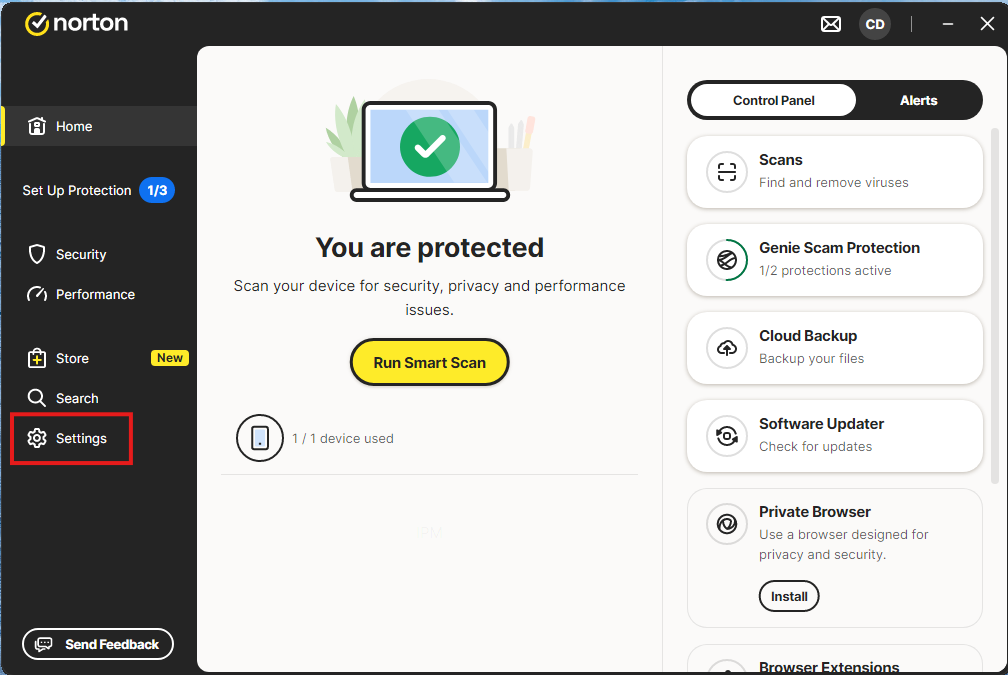 norton
CD
Home
Set Up Protection 1/3
Security
Performance
Store New
Search
Settings
Send Feedback
You are protected
Scan your device for security, privacy and performance
issues.
Run Smart Scan
1 / 1 device used
Control Panel Alerts
Scans
Find and remove viruses
Genie Scam Protection
1/2 protections active
Cloud Backup
Backup your files
Software Updater
Check for updates
Private Browser
Use a browser designed for
privacy and security.
Install
Browser Extensions